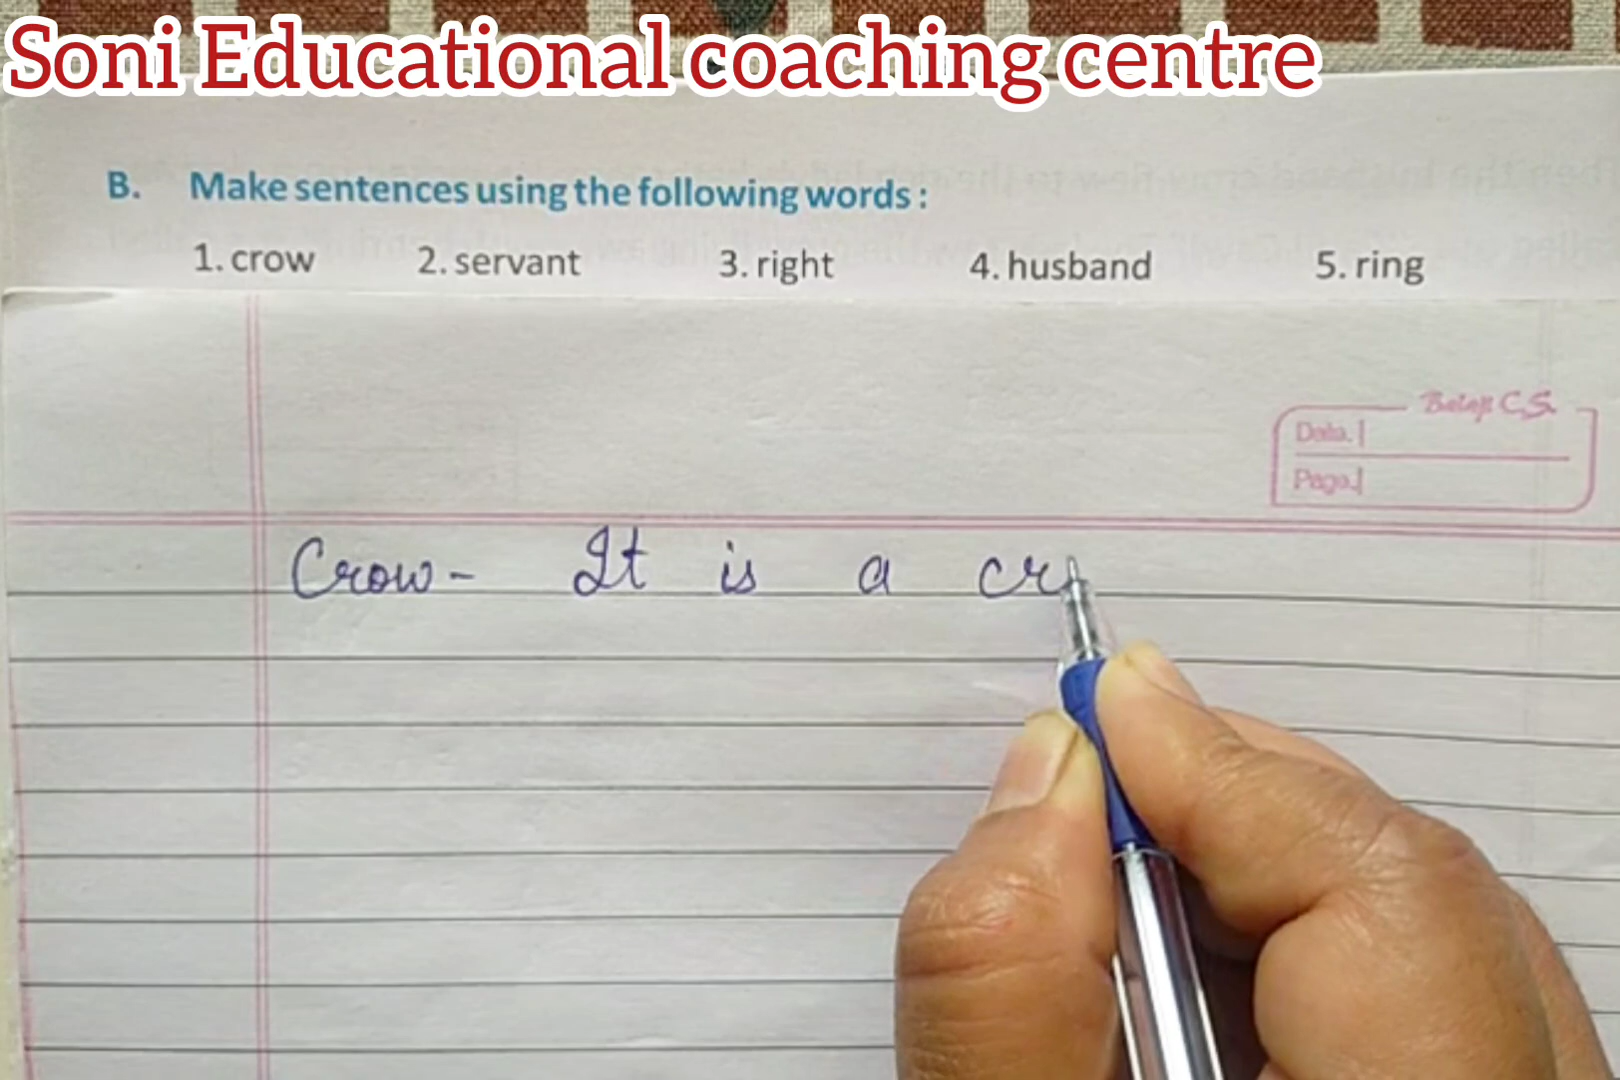 Soni Educational coaching centre
B. Make sentences using the following words :
1. crow 2. servant 3. right 4. husband 5. ring
C.S.
Date.
Page.
Crow - It is a cr